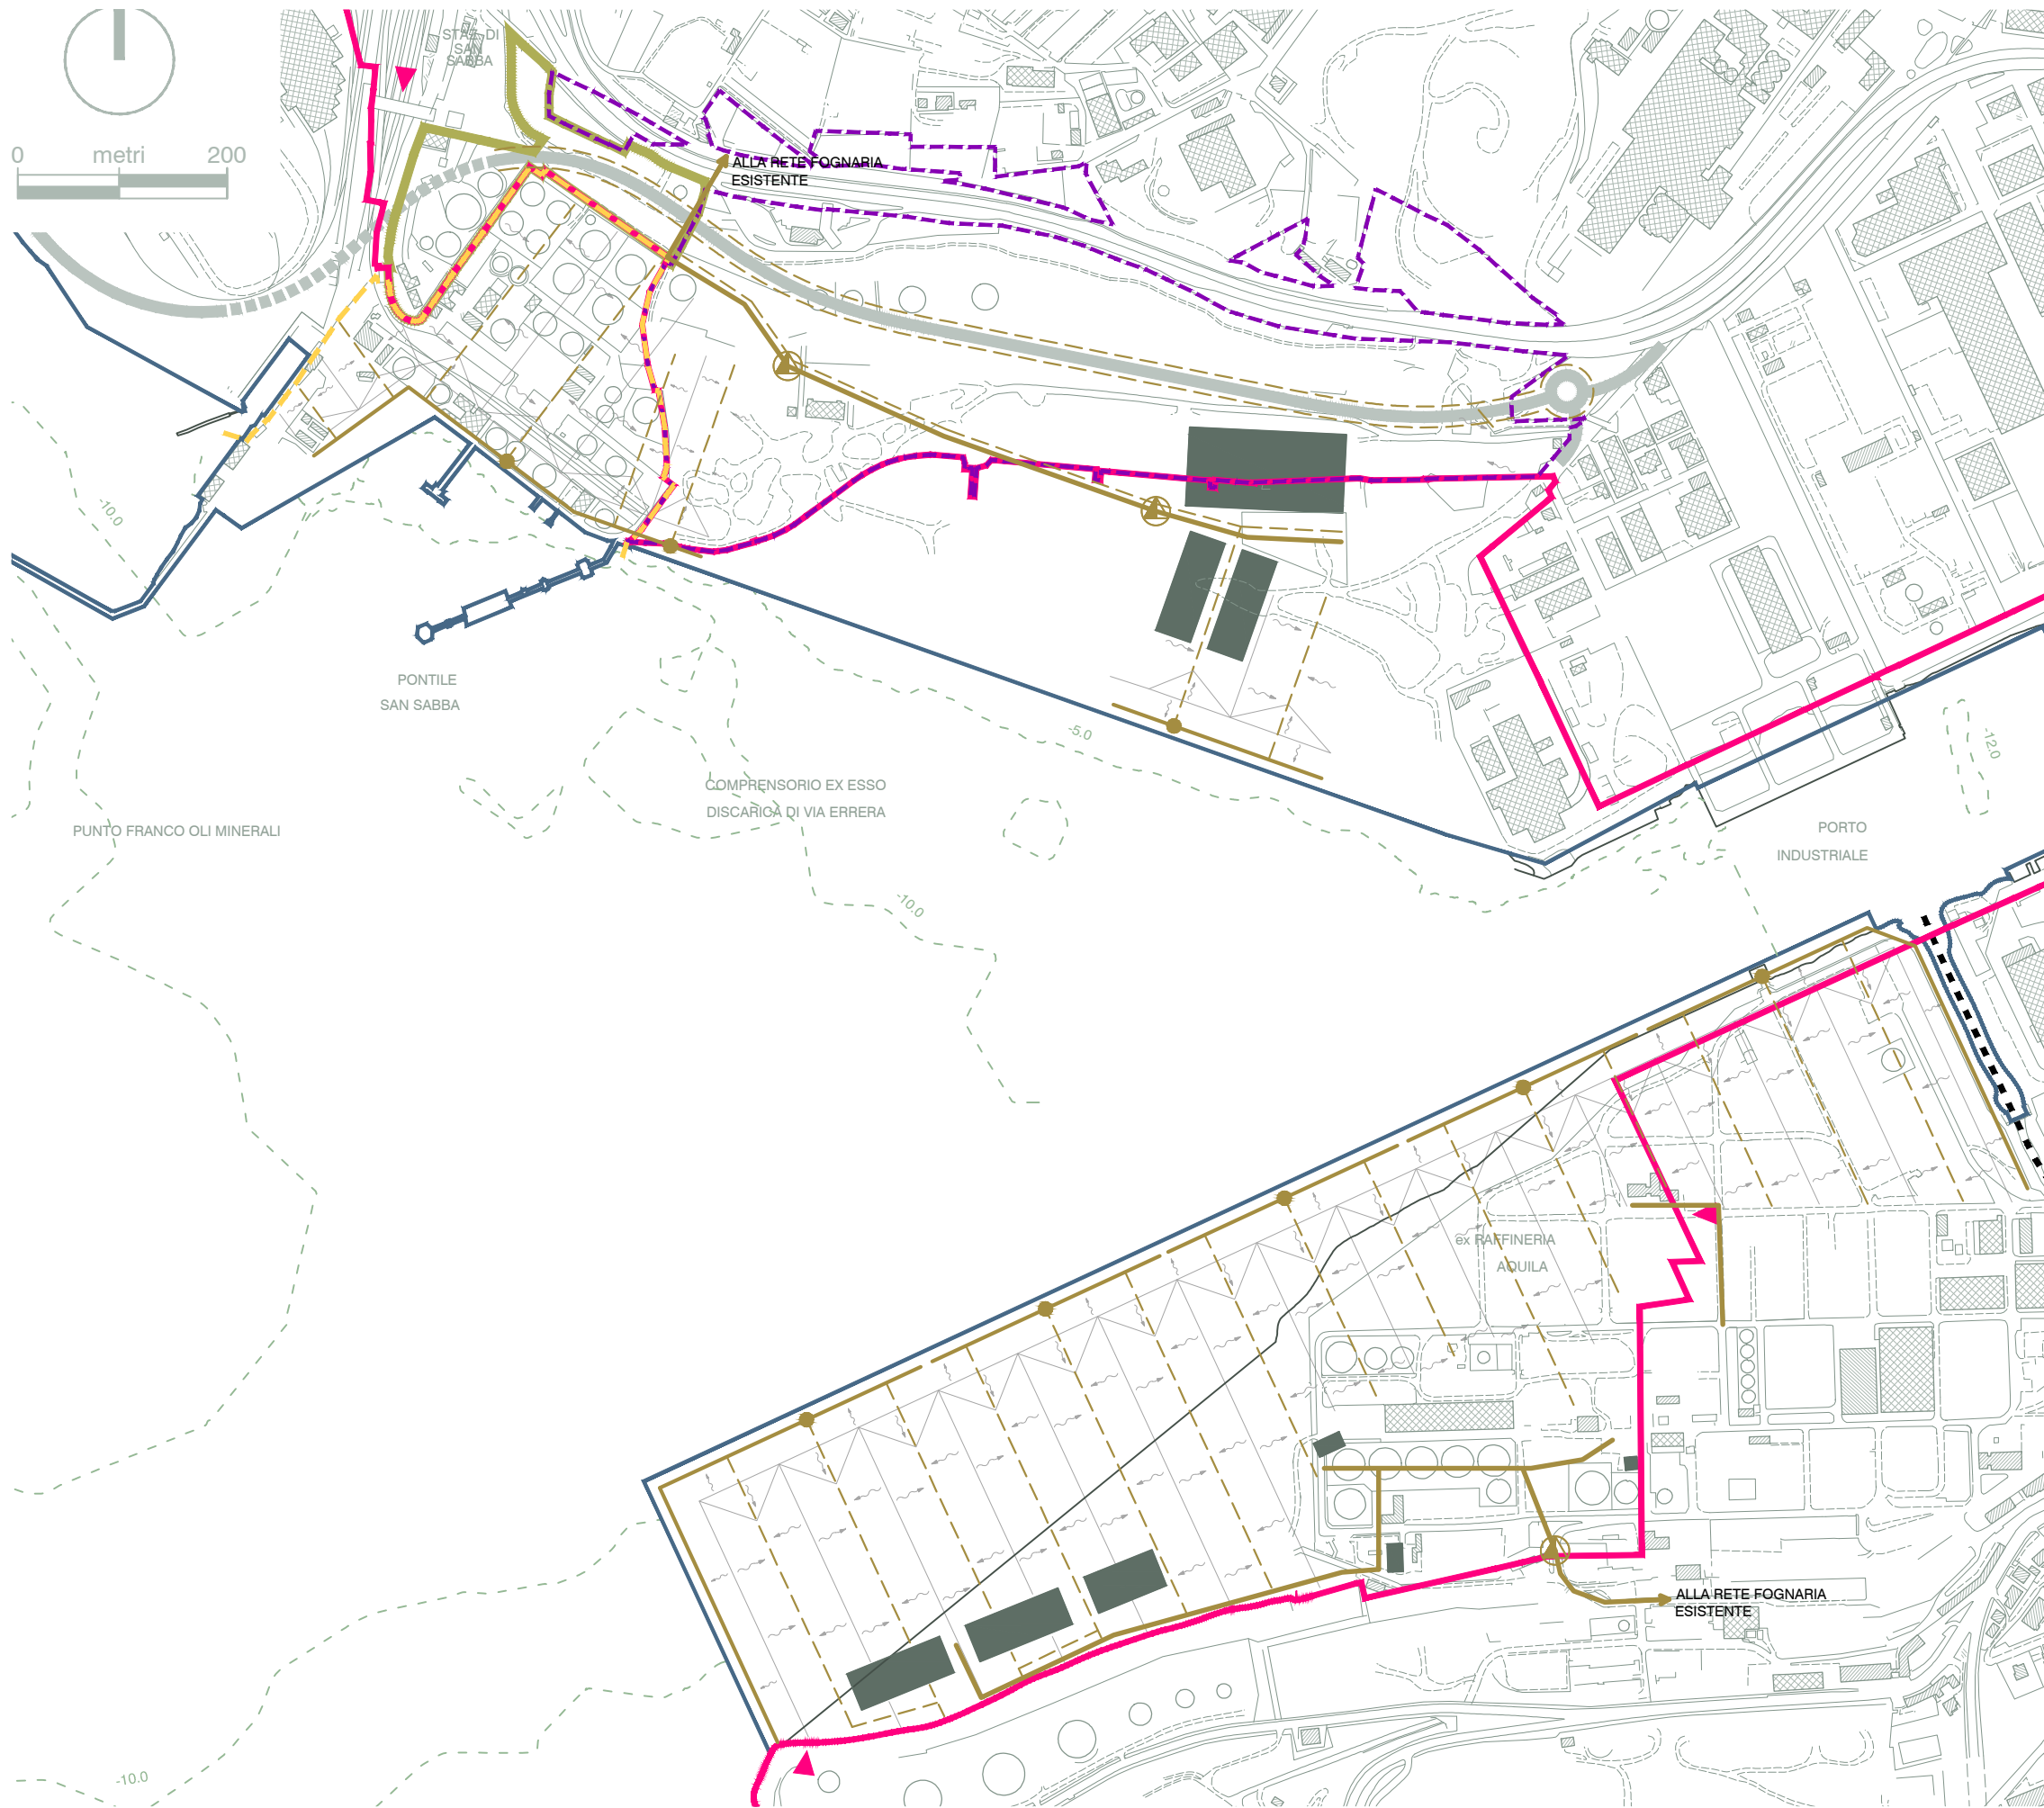 STAZ. DI
SAN
SABBA
0 metri 200
ALLA RETE FOGNARIA
ESISTENTE
-10.0
PONTILE
SAN SABBA
-5.0
-12.0
COMPRENSORIO EX ESSO
DISCARICA DI VIA ERRERA
PUNTO FRANCO OLI MINERALI
PORTO
INDUSTRIALE
-10.0
ex RAFFINERIA
AQUILA
ALLA RETE FOGNARIA
ESISTENTE
-10.0